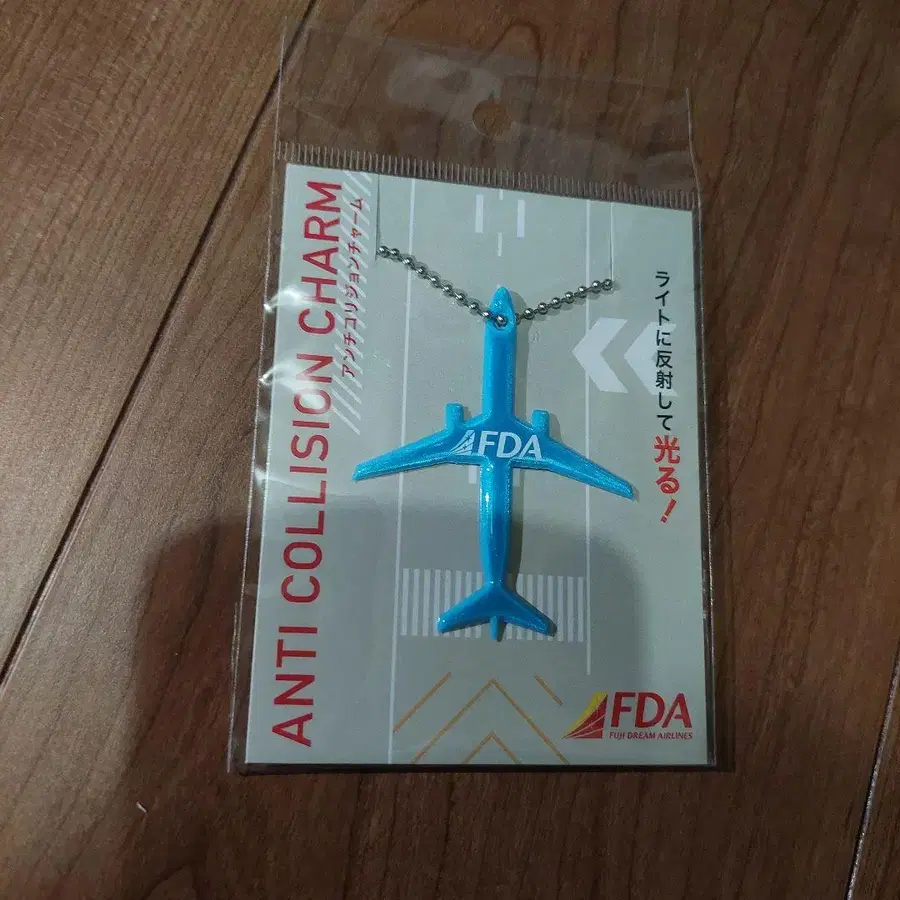 ANTI COLLISION CHARM
アンチコリジョンチャーム
ライトに反射して光る!
FDA
FDA
FUJI DREAM AIRLINES